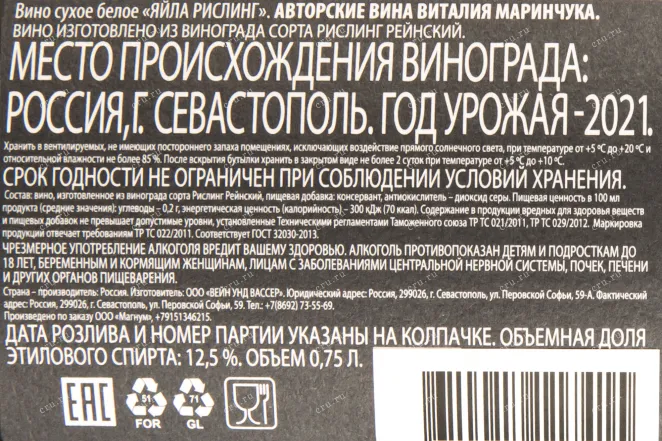 Вино сухое белое «ЯЙЛА РИСЛИНГ». АВТОРСКИЕ ВИНА ВИТАЛИЯ МАРИНЧУКА.
ВИНО ИЗГОТОВЛЕНО ИЗ ВИНОГРАДА СОРТА РИСЛИНГ РЕЙНСКИЙ.
МЕСТО ПРОИСХОЖДЕНИЯ ВИНОГРАДА:
РОССИЯ, Г. СЕВАСТОПОЛЬ. ГОД УРОЖАЯ -2021.
Хранить в вентилируемых, не имеющих постороннего запаха помещениях, исключающих воздействие прямого солнечного света, при температуре от +5 ºС до +20 ºС и
относительной влажности не более 85 %. После вскрытия бутылки хранить в закрытом виде не более 2 суток при температуре от +5 ºС до +10 ºС.
СРОК ГОДНОСТИ НЕ ОГРАНИЧЕН ПРИ СОБЛЮДЕНИИ УСЛОВИЙ ХРАНЕНИЯ.
Состав: вино, изготовленное из винограда сорта Рислинг Рейнский, пищевая добавка: консервант, антиокислитель – диоксид серы. Пищевая ценность в 100 мл
продукта (средние значения): углеводы – 0,2 г; энергетическая ценность (калорийность) - 300 кДж (70 ккал). Содержание в продукции вредных для здоровья веществ
и пищевых добавок не превышает допустимые уровни, установленные Техническими регламентами Таможенного союза ТР ТС 021/2011, ТР ТС 029/2012. Маркировка
продукции отвечает требованиям ТР ТС 022/2011. Соответствует ГОСТ 32030-2013.
ЧРЕЗМЕРНОЕ УПОТРЕБЛЕНИЕ АЛКОГОЛЯ ВРЕДИТ ВАШЕМУ ЗДОРОВЬЮ. АЛКОГОЛЬ ПРОТИВОПОКАЗАН ДЕТЯМ И ПОДРОСТКАМ ДО
18 ЛЕТ, БЕРЕМЕННЫМ И КОРМЯЩИМ ЖЕНЩИНАМ, ЛИЦАМ С ЗАБОЛЕВАНИЯМИ ЦЕНТРАЛЬНОЙ НЕРВНОЙ СИСТЕМЫ, ПОЧЕК, ПЕЧЕНИ
И ДРУГИХ ОРГАНОВ ПИЩЕВАРЕНИЯ.
Страна – производитель: Россия. Изготовитель: ООО «ВЕЙН УНД ВАССЕР». Юридический адрес: Россия, 299026, г. Севастополь, ул. Перовской Софьи, 59-А. Фактический
адрес: Россия, 299026, г. Севастополь, ул. Перовской Софьи, 59. Тел.: +7(8692) 73-55-69.
Произведено по заказу ООО «Магнум», +79151346215.
ДАТА РОЗЛИВА И НОМЕР ПАРТИИ УКАЗАНЫ НА КОЛПАЧКЕ. ОБЪЕМНАЯ ДОЛЯ
ЭТИЛОВОГО СПИРТА: 12,5 %. ОБЪЕМ 0,75 Л.
ЕАС
51
FOR
71
GL